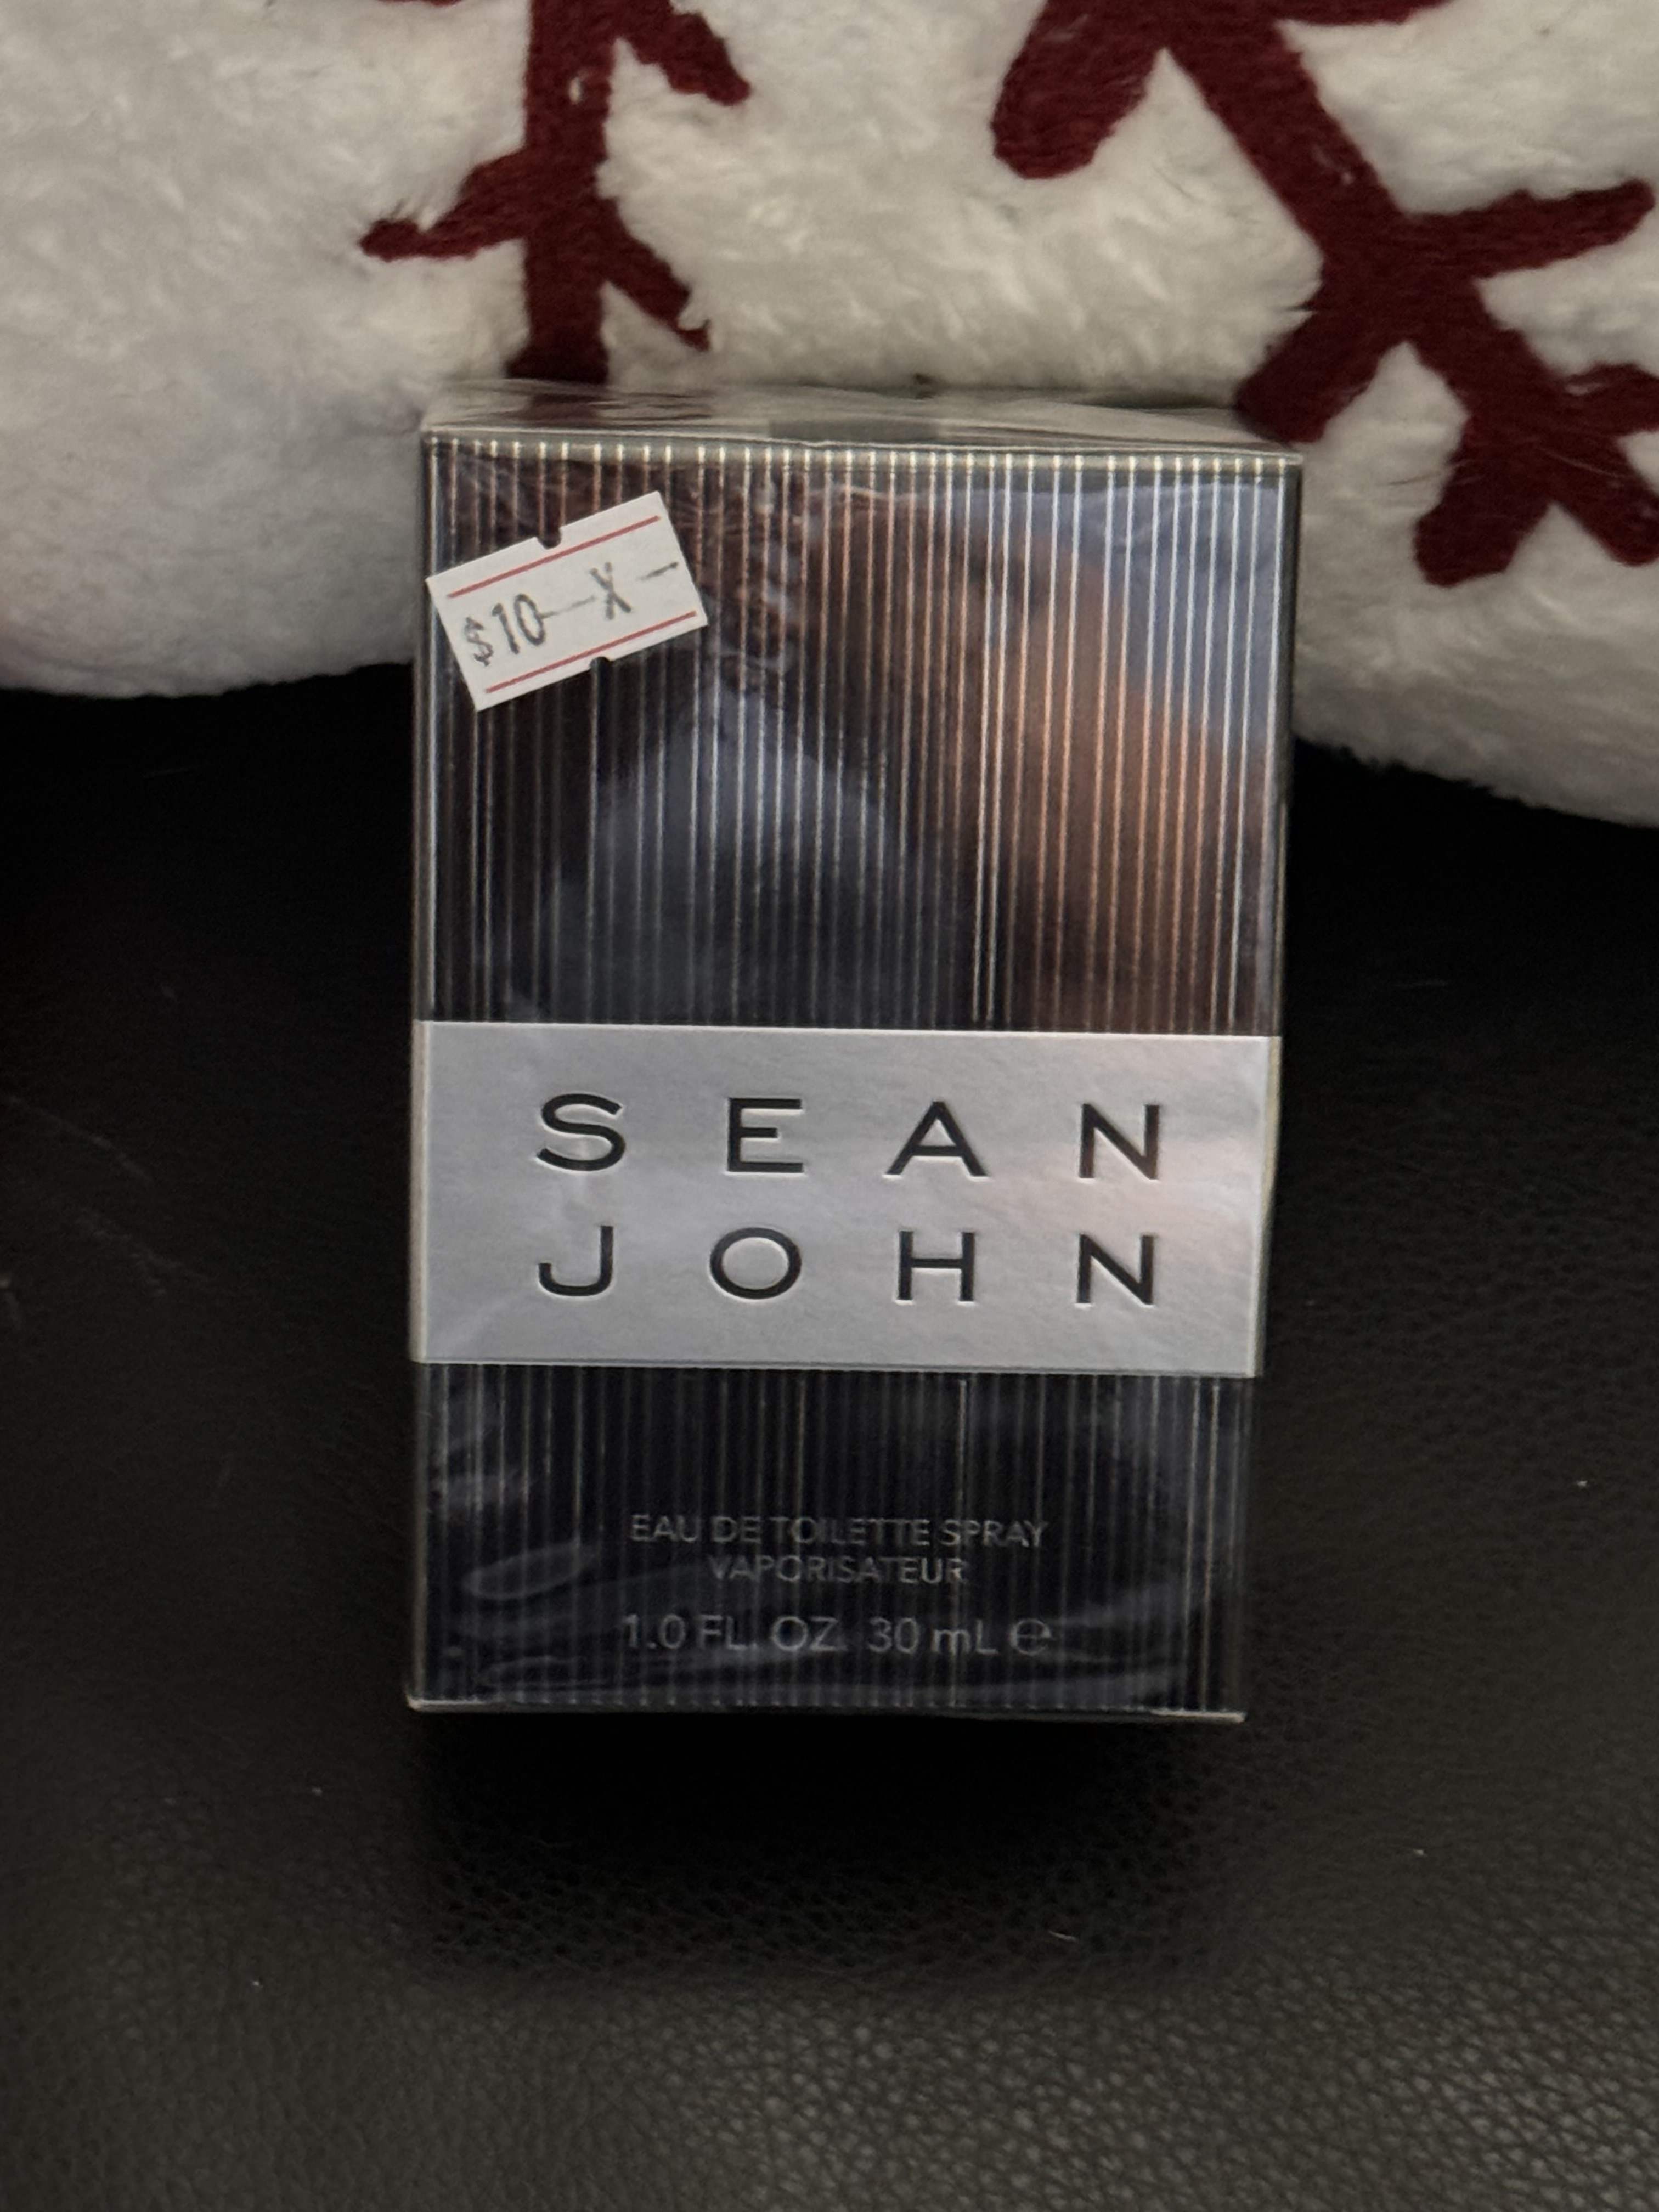 $10--X-
SEAN
JOHN
EAU DE TOILETTE SPRAY
VAPORISATEUR
1.0 FL. OZ 30 mL ℮